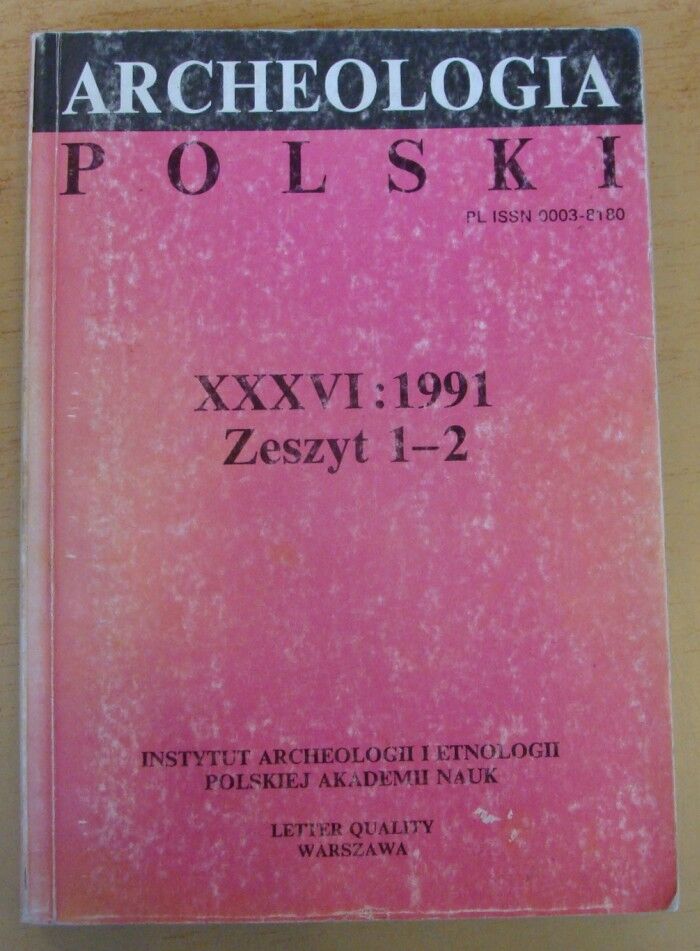 ARCHEOLOGIA
POLSKI
PL ISSN 0003-8180
XXXVI : 1991
Zeszyt 1–2
INSTYTUT ARCHEOLOGII I ETNOLOGII
POLSKIEJ AKADEMII NAUK
LETTER QUALITY
WARSZAWA